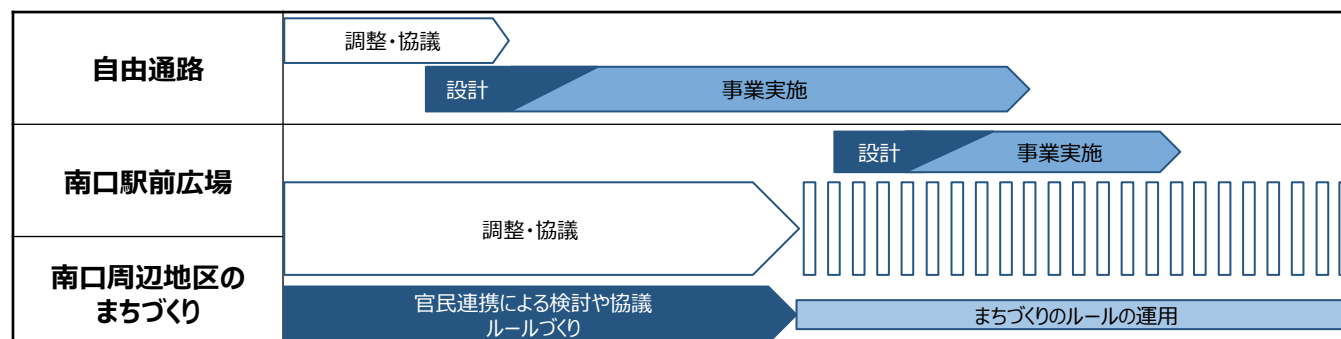 自由通路
調整・協議
設計
事業実施
南口駅前広場
設計
事業実施
調整・協議
南口周辺地区の
まちづくり
官民連携による検討や協議
ルールづくり
まちづくりのルールの運用